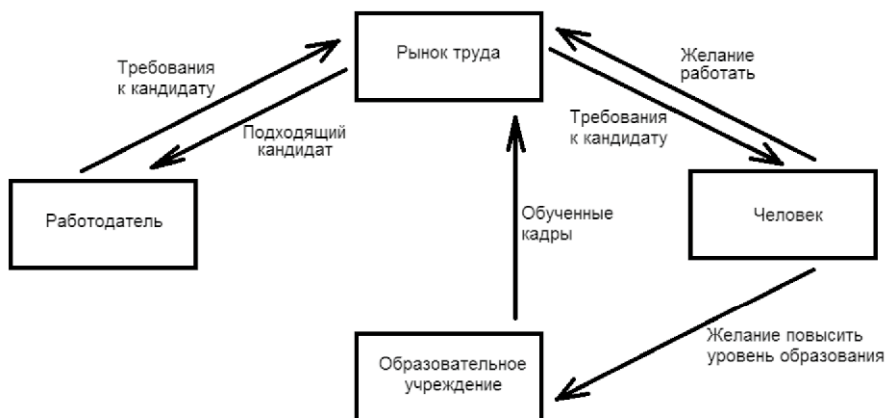 Рынок труда
Требования
к кандидату
Подходящий
кандидат
Желание
работать
Требования
к кандидату
Работодатель
Обученные
кадры
Человек
Желание повысить
уровень образования
Образовательное
учреждение